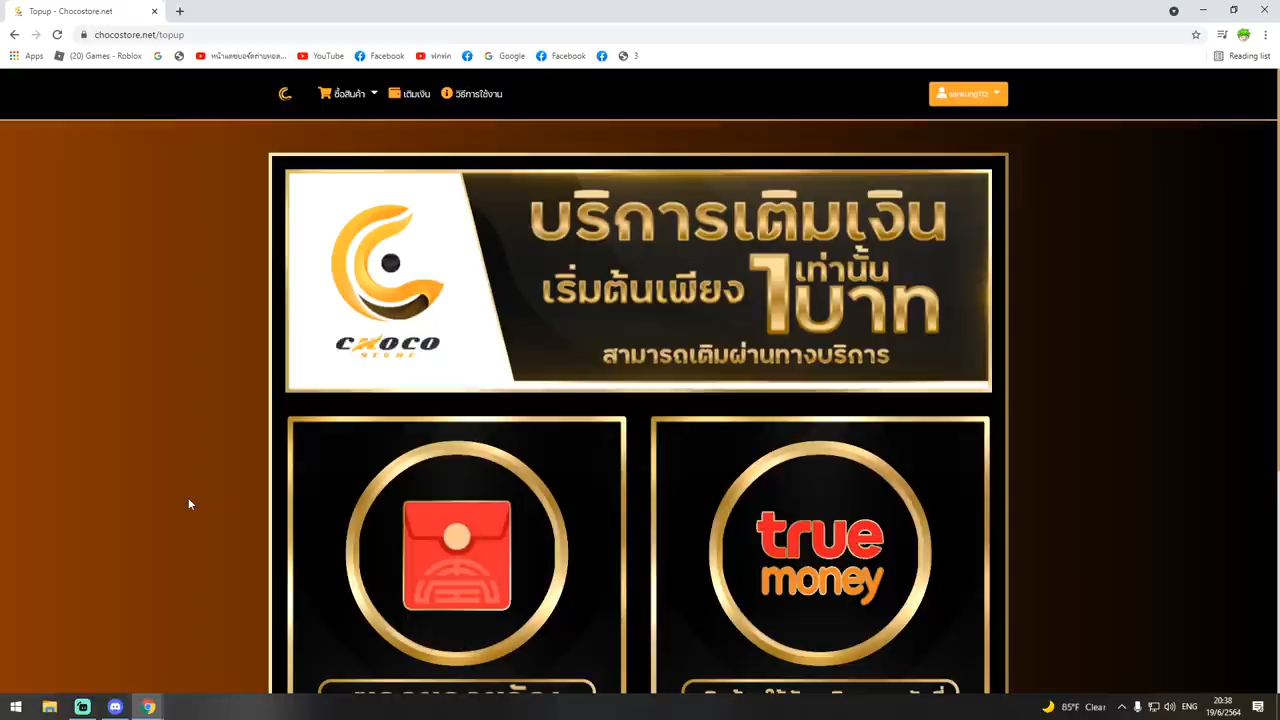 Topup - Chocostore.net
chocostore.net/topup
Apps
(20) Games - Roblox
YouTube
Facebook
ฟคฟค
Google
Facebook
3
Reading list
ซื้อสินค้า
เติมเงิน
วิธีการใช้งาน
บริการเติมเงิน
เริ่มต้นเพียง
1
เท่านั้น
บาท
สามารถเติมผ่านทางบริการ
CHOCO
STORE
true
money
85°F Clear
ENG
20:38
19/6/2564